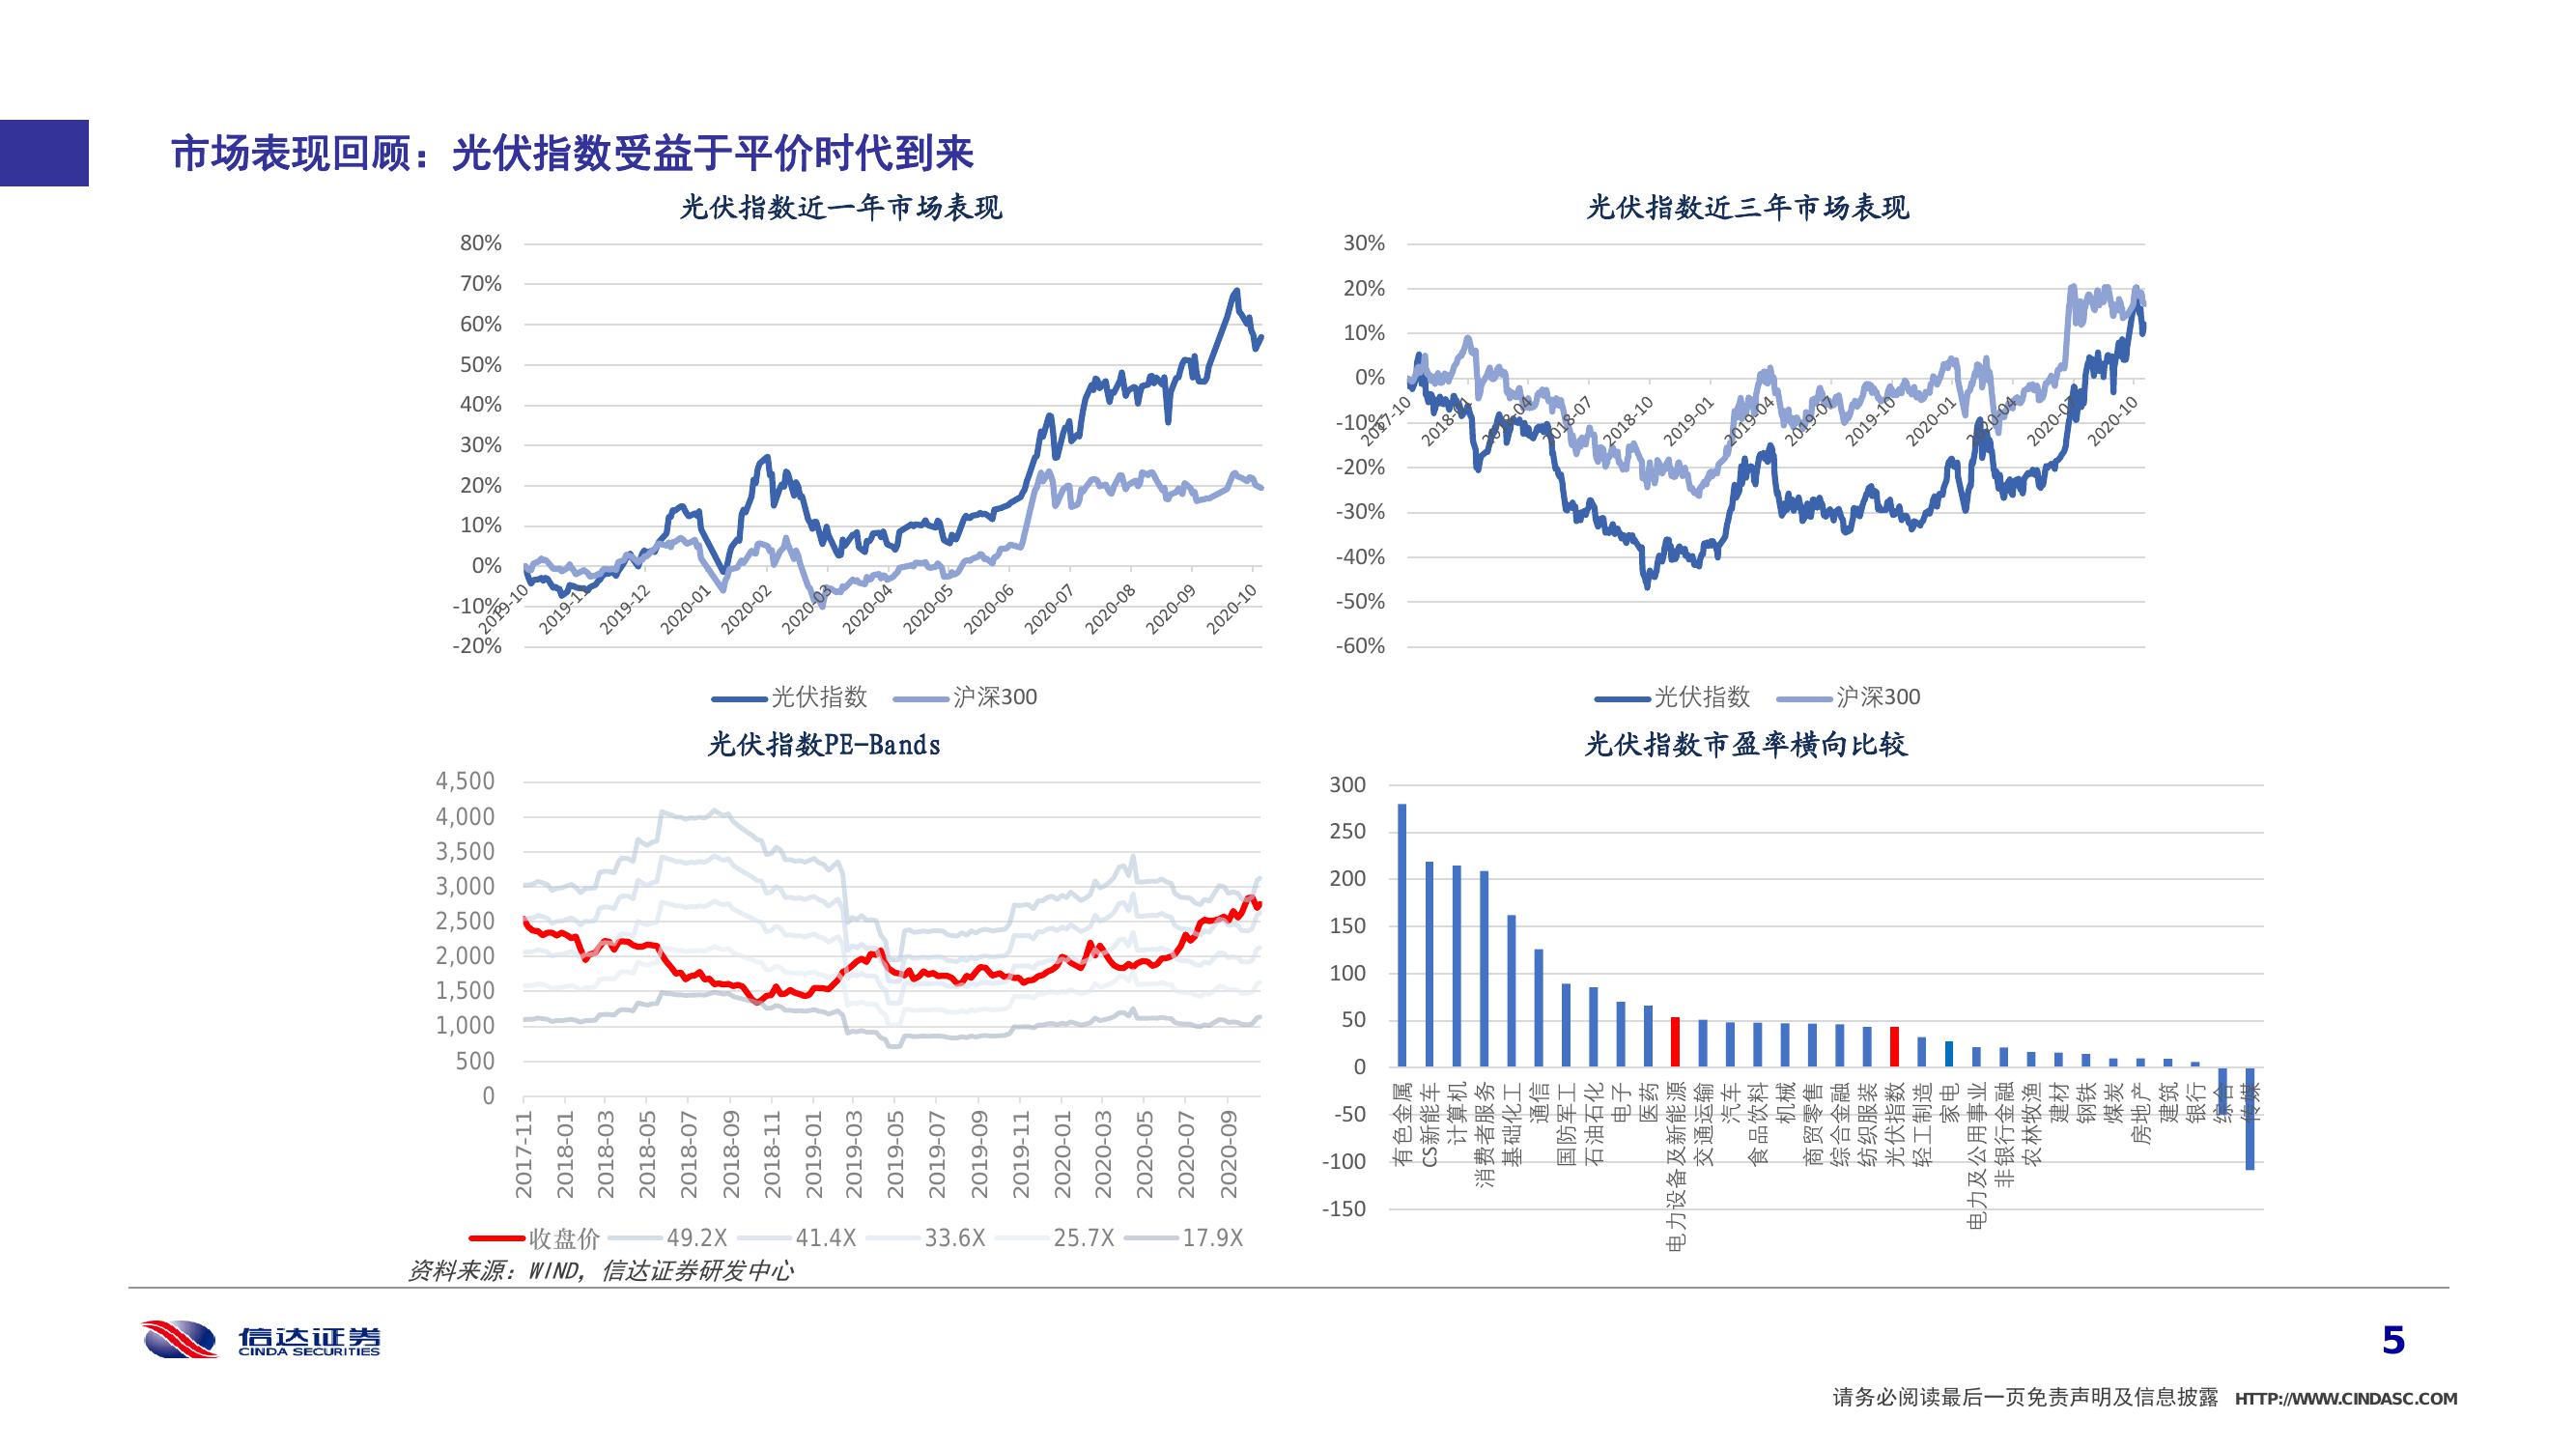 市场表现回顾：光伏指数受益于平价时代到来
光伏指数近一年市场表现
80%
70%
60%
50%
40%
30%
20%
10%
0%
-10%
-20%
2019-10
2019-11
2019-12
2020-01
2020-02
2020-03
2020-04
2020-05
2020-06
2020-07
2020-08
2020-09
2020-10
光伏指数 沪深300
光伏指数近三年市场表现
30%
20%
10%
0%
-10%
-20%
-30%
-40%
-50%
-60%
2017-10
2018-01
2018-04
2018-07
2018-10
2019-01
2019-04
2019-07
2019-10
2020-01
2020-04
2020-07
2020-10
光伏指数 沪深300
光伏指数PE-Bands
4,500
4,000
3,500
3,000
2,500
2,000
1,500
1,000
500
0
2017-11
2018-01
2018-03
2018-05
2018-07
2018-09
2018-11
2019-01
2019-03
2019-05
2019-07
2019-09
2019-11
2020-01
2020-03
2020-05
2020-07
2020-09
收盘价 49.2X 41.4X 33.6X 25.7X 17.9X
光伏指数市盈率横向比较
300
250
200
150
100
50
0
-50
-100
-150
有色金属
CS新能车
计算机
消费者服务
基础化工
通信
国防军工
石油石化
电子
医药
电力设备及新能源
交通运输
汽车
食品饮料
机械
商贸零售
综合金融
纺织服装
光伏指数
轻工制造
家电
电力及公用事业
非银行金融
农林牧渔
建材
钢铁
煤炭
房地产
建筑
银行
综合
传媒
资料来源：WIND，信达证券研发中心
信达证券
CINDA SECURITIES
5
请务必阅读最后一页免责声明及信息披露 HTTP://WWW.CINDASC.COM